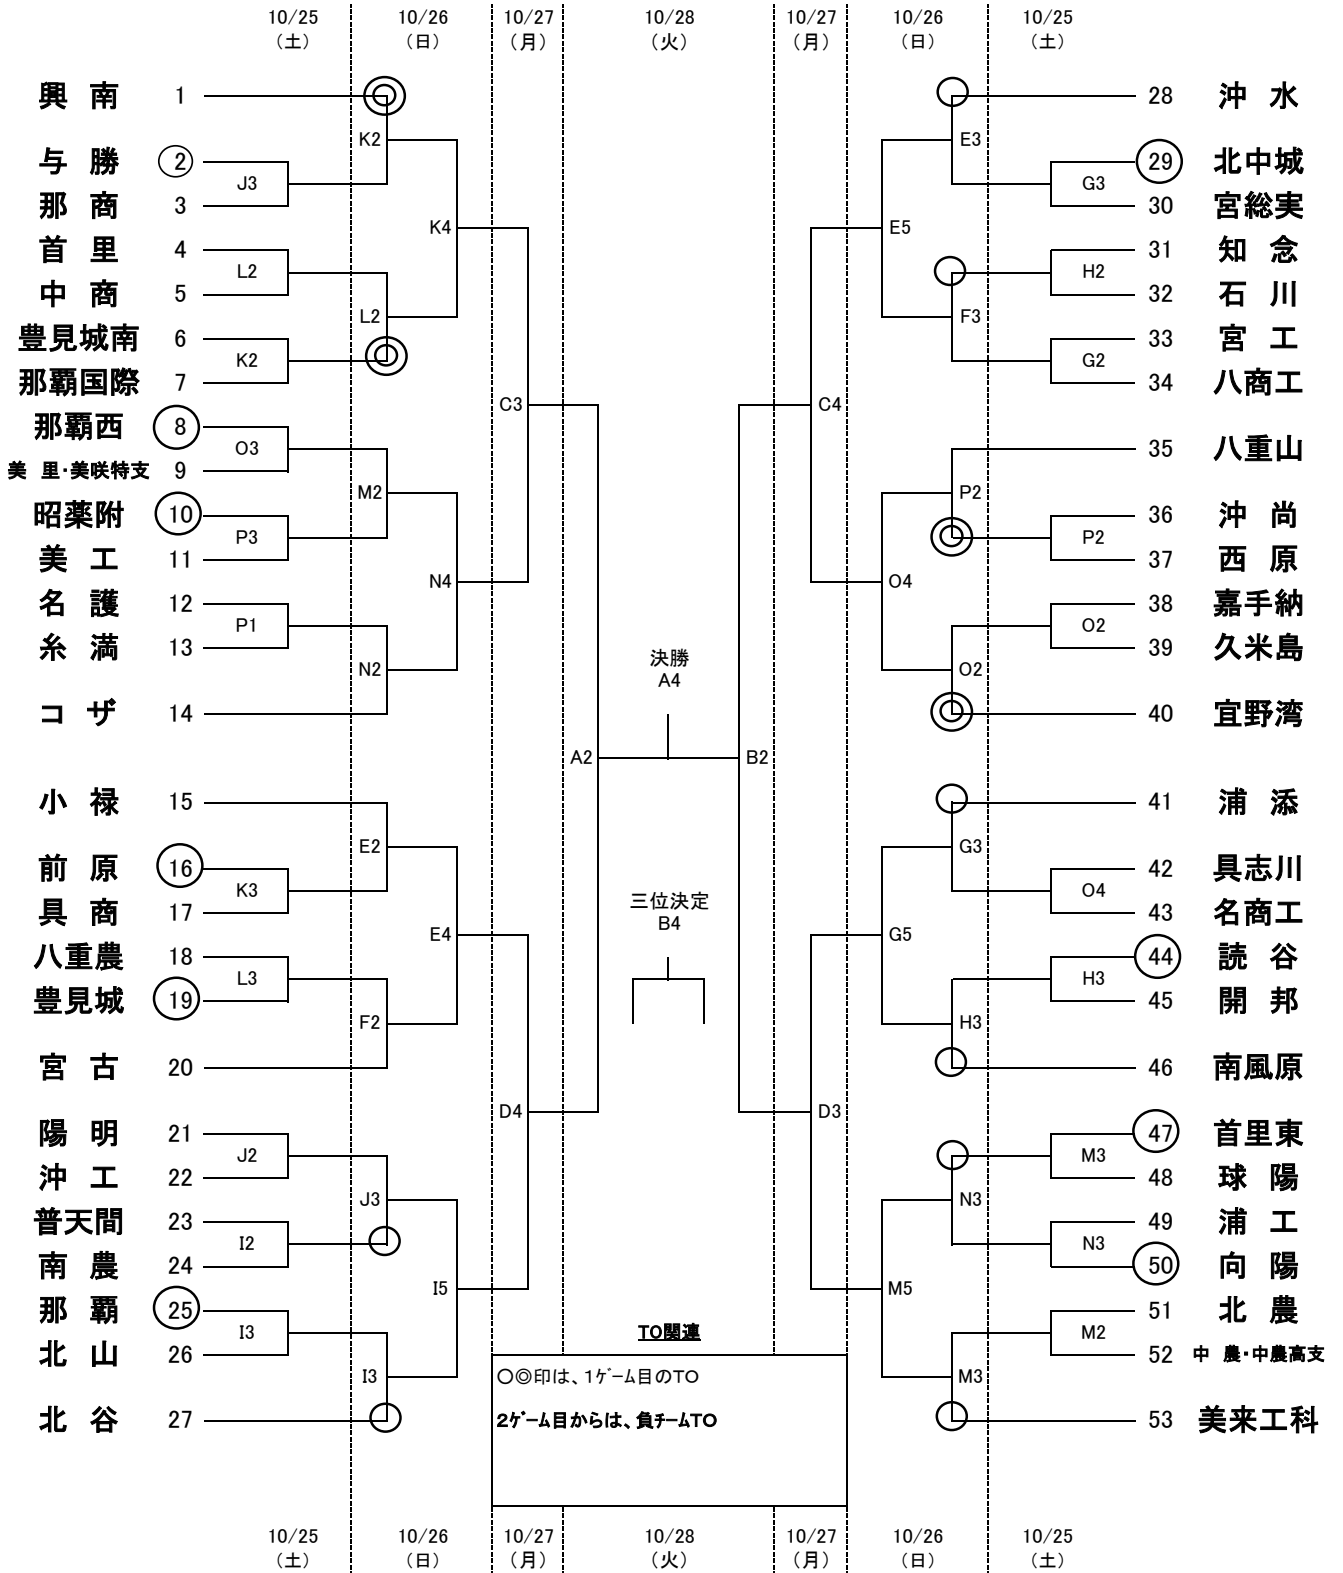 10/25 10/26 10/27 10/28 10/27 10/26 10/25
（土） （日） （月） （火） （月） （日） （土）
興 南 1
28 沖 水
K2
E3
与 勝 2
29 北中城
J3
G3
那 商 3
30 宮総実
K4
E5
首 里 4
31 知 念
L2
H2
中 商 5
32 石 川
L2
F3
豊見城南 6
33 宮 工
K2
G2
那覇国際 7
34 八商工
C3
C4
那覇西 8
35 八重山
O3
美 里・美咲特支 9
M2
P2
昭薬附 10
36 沖 尚
P3
P2
美 工 11
37 西 原
N4
O4
名 護 12
38 嘉手納
P1
O2
糸 満 13
39 久米島
N2
O2
決勝
A4
コ ザ 14
40 宜野湾
A2
B2
小 禄 15
41 浦 添
E2
G3
前 原 16
42 具志川
K3
O4
具 商 17
43 名商工
三位決定
B4
E4
G5
八重農 18
44 読 谷
L3
H3
豊見城 19
45 開 邦
F2
H3
宮 古 20
46 南風原
D4
D3
陽 明 21
47 首里東
J2
M3
沖 工 22
48 球 陽
J3
N3
普天間 23
49 浦 工
I2
N3
南 農 24
50 向 陽
I5
M5
那 覇 25
51 北 農
I3
M2
北 山 26
52 中 農・中農高支
I3
M3
北 谷 27
53 美来工科
TO関連
○◎印は、1ｹﾞｰﾑ目のTO
2ｹﾞｰﾑ目からは、負ﾁｰﾑTO
10/25 10/26 10/27 10/28 10/27 10/26 10/25
（土） （日） （月） （火） （月） （日） （土）